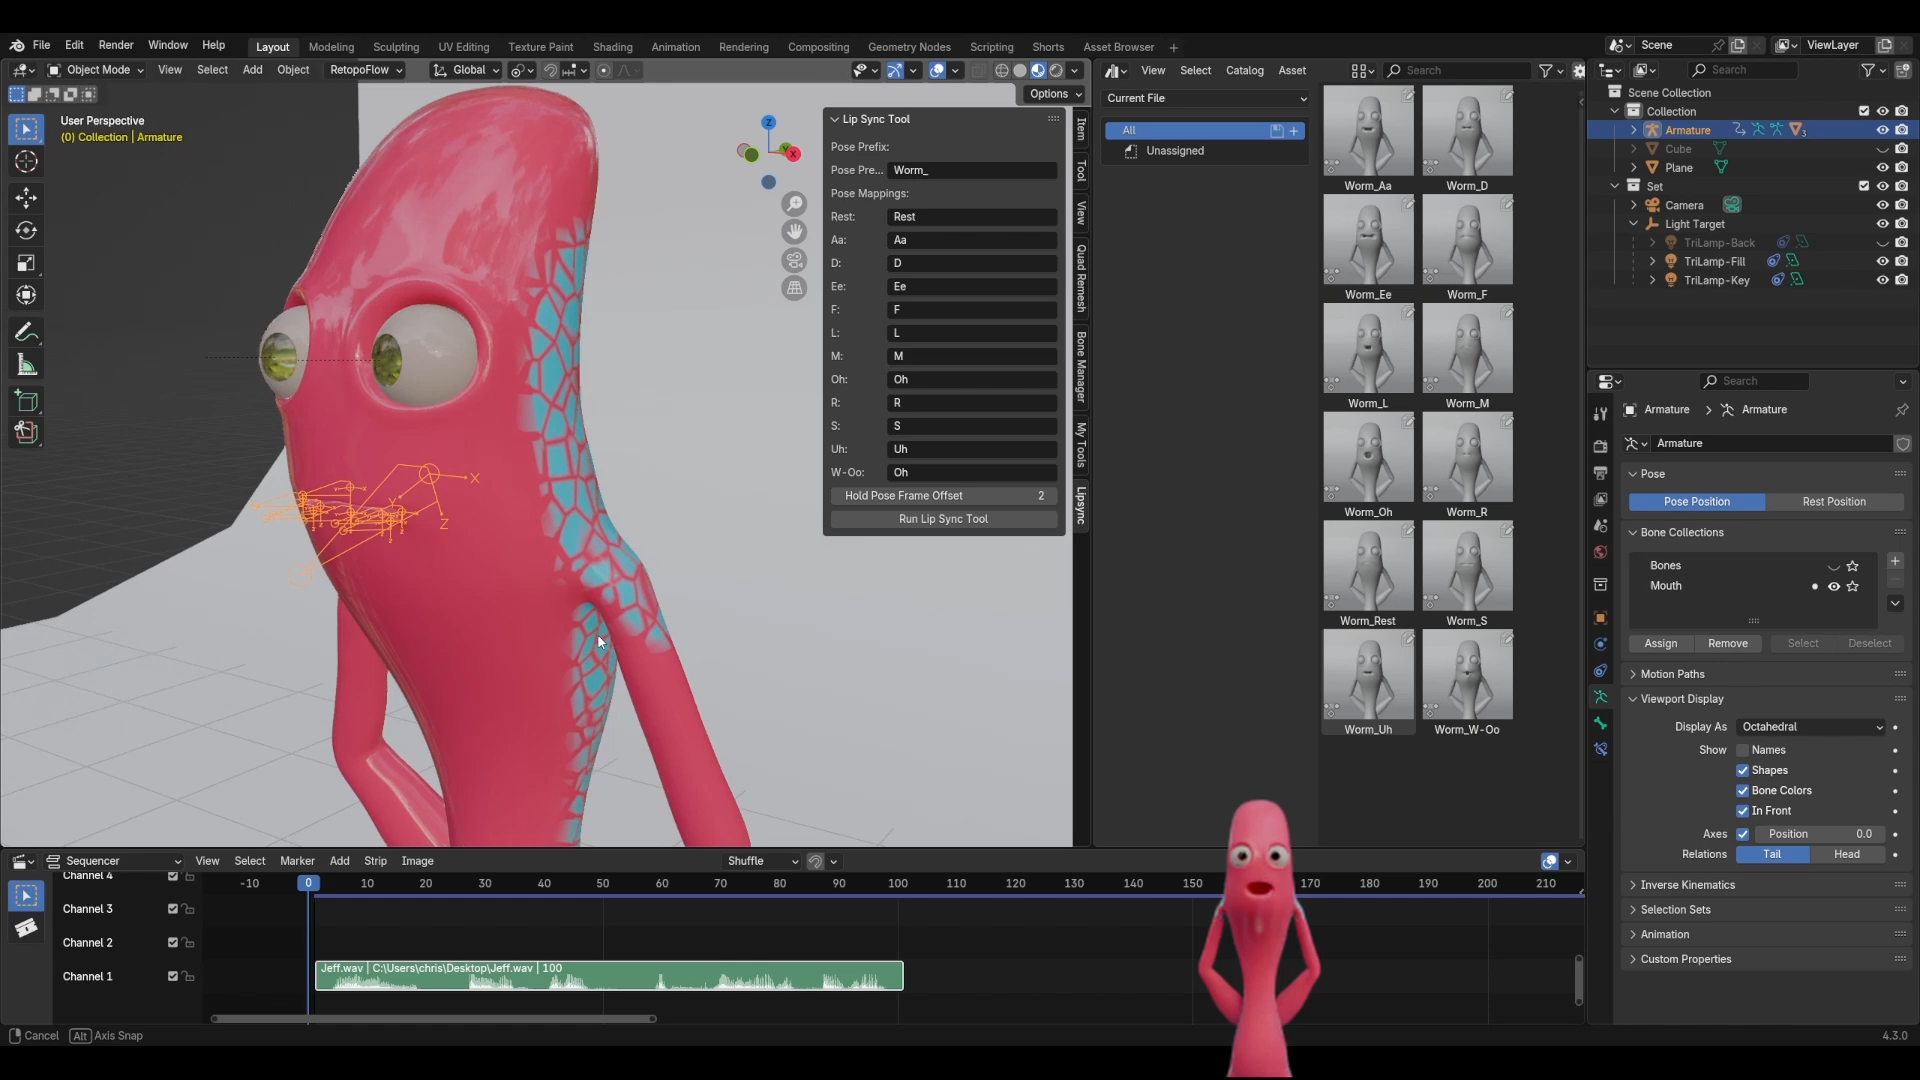 File Edit Render Window Help Layout Modeling Sculpting UV Editing Texture Paint Shading Animation Rendering Compositing Geometry Nodes Scripting Shorts Asset Browser + Scene ViewLayer
Object Mode View Select Add Object RetopoFlow Global
View Select Catalog Asset Search
Search
Options
User Perspective
(0) Collection | Armature
Z
X
Y
X
Y
Z
Lip Sync Tool
Pose Prefix:
Pose Pre... Worm_
Pose Mappings:
Rest: Rest
Aa: Aa
D: D
Ee: Ee
F: F
L: L
M: M
Oh: Oh
R: R
S: S
Uh: Uh
W-Oo: Oh
Hold Pose Frame Offset 2
Run Lip Sync Tool
Item
Tool
View
Quad Remesh
Bone Manager
My Tools
Lipsync
Current File
All
Unassigned
Worm_Aa Worm_D
Worm_Ee Worm_F
Worm_L Worm_M
Worm_Oh Worm_R
Worm_Rest Worm_S
Worm_Uh Worm_W-Oo
Scene Collection
Collection
Armature 3
Cube
Plane
Set
Camera
Light Target
TriLamp-Back
TriLamp-Fill
TriLamp-Key
Search
Armature Armature
Armature
Pose
Pose Position Rest Position
Bone Collections
Bones
Mouth
Assign Remove Select Deselect
Motion Paths
Viewport Display
Display As Octahedral
Show Names
Shapes
Bone Colors
In Front
Axes Position 0.0
Relations Tail Head
Inverse Kinematics
Selection Sets
Animation
Custom Properties
Sequencer View Select Marker Add Strip Image Shuffle
-10 0 10 20 30 40 50 60 70 80 90 100 110 120 130 140 150 170 180 190 200 210
Channel 4
Channel 3
Channel 2
Channel 1
Jeff.wav | C:\Users\chris\Desktop\Jeff.wav | 100
Cancel Alt Axis Snap
4.3.0